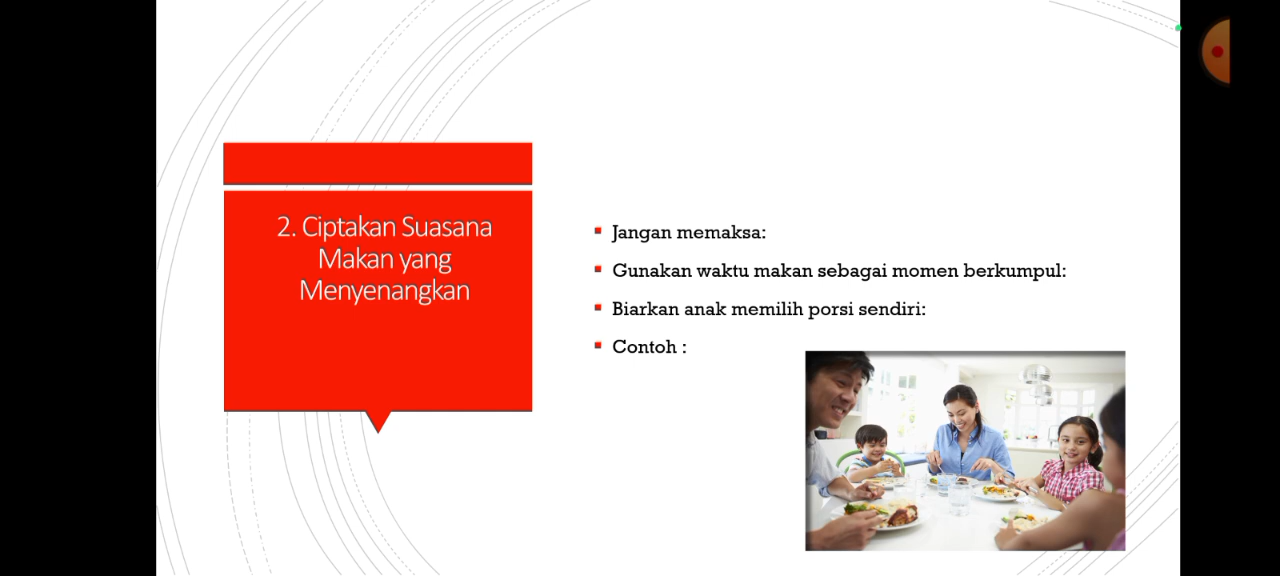 2. Ciptakan Suasana
Makan yang
Menyenangkan
Jangan memaksa:
Gunakan waktu makan sebagai momen berkumpul:
Biarkan anak memilih porsi sendiri:
Contoh :